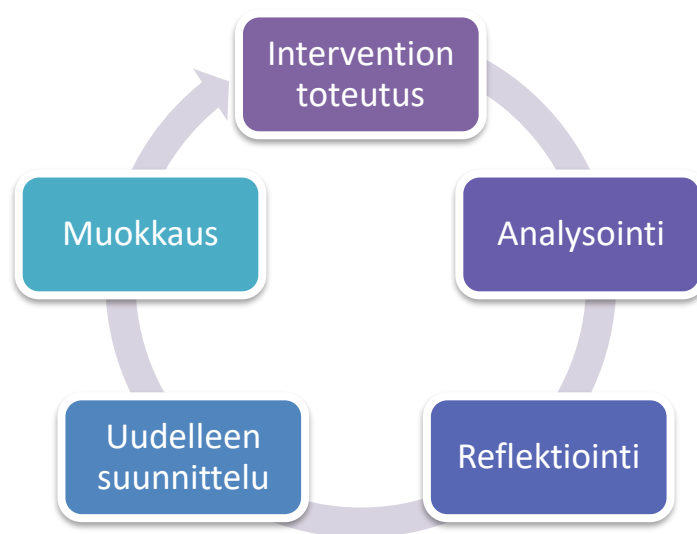 Intervention
toteutus
Analysointi
Reflektiointi
Uudelleen
suunnittelu
Muokkaus